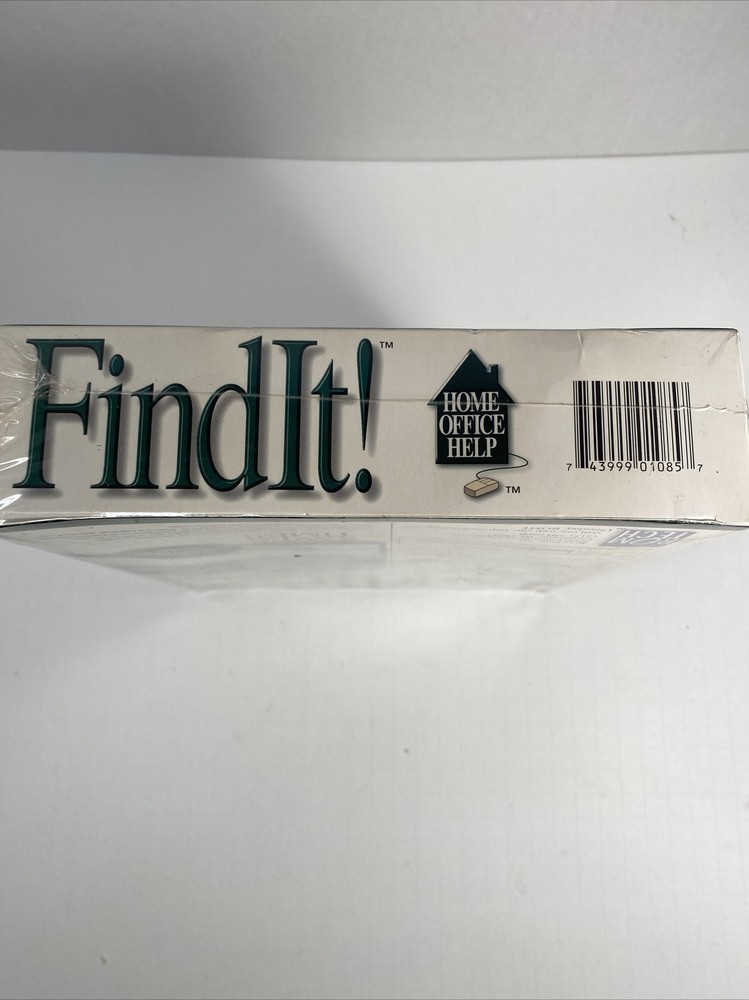 FindIt!™
HOME
OFFICE
HELP
™
7 43999 01085 7